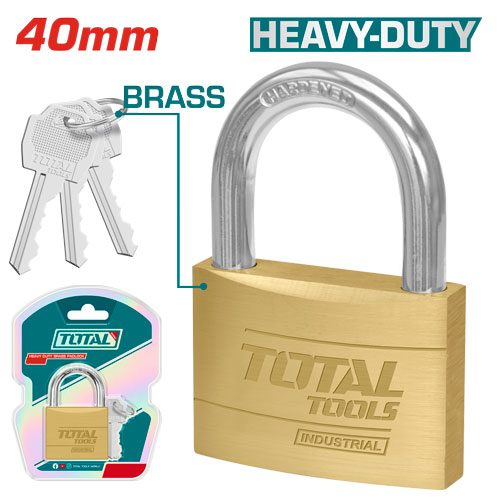 40mm
HEAVY-DUTY
BRASS
HARDENED
TOTAL
TOTAL
HEAVY DUTY BRASS PADLOCK
TOTAL
TOOLS
INDUSTRIAL
TOTAL
TOOLS